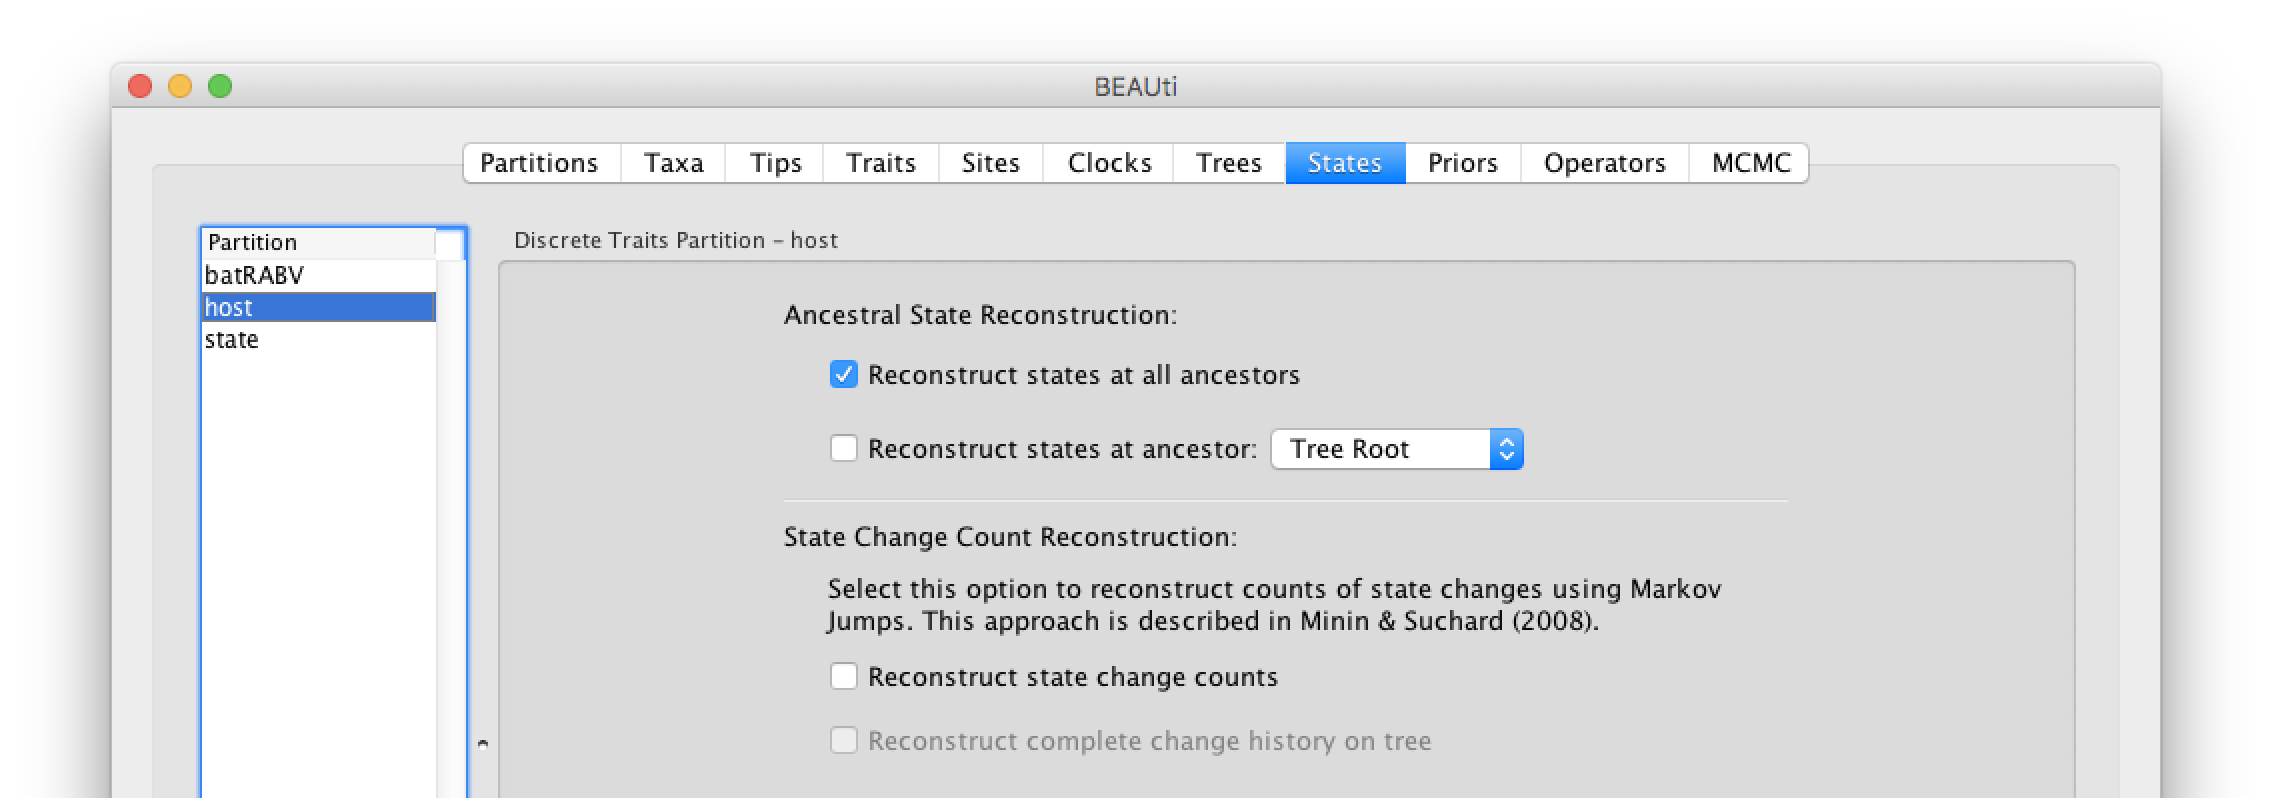 BEAUti
Partitions Taxa Tips Traits Sites Clocks Trees States Priors Operators MCMC
Partition
batRABV
host
state
Discrete Traits Partition – host
Ancestral State Reconstruction:
Reconstruct states at all ancestors
Reconstruct states at ancestor: Tree Root
State Change Count Reconstruction:
Select this option to reconstruct counts of state changes using Markov
Jumps. This approach is described in Minin & Suchard (2008).
Reconstruct state change counts
Reconstruct complete change history on tree